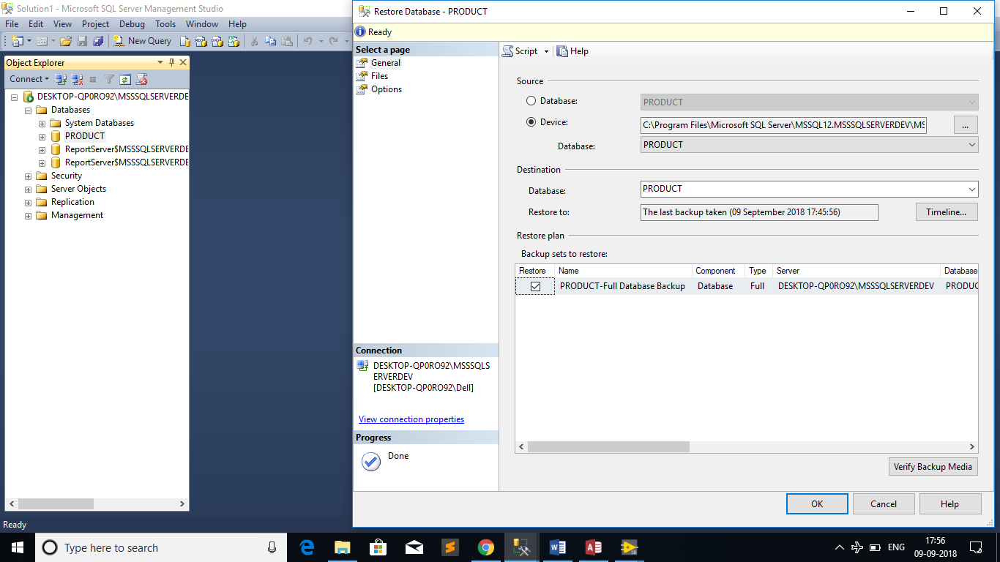 Solution1 - Microsoft SQL Server Management Studio
File Edit View Project Debug Tools Window Help
New Query
Object Explorer
Connect
DESKTOP-QP0RO92\MSSSQLSERVERDE
Databases
System Databases
PRODUCT
ReportServer$MSSSQLSERVERDE
ReportServer$MSSSQLSERVERDE
Security
Server Objects
Replication
Management
Ready
Restore Database - PRODUCT
Ready
Select a page
General
Files
Options
Connection
DESKTOP-QP0RO92\MSSSQLS
ERVERDEV
[DESKTOP-QP0RO92\Dell]
View connection properties
Progress
Done
Script Help
Source
Database: PRODUCT
Device: C:\Program Files\Microsoft SQL Server\MSSQL12.MSSSQLSERVERDEV\MS ...
Database: PRODUCT
Destination
Database: PRODUCT
Restore to: The last backup taken (09 September 2018 17:45:56) Timeline...
Restore plan
Backup sets to restore:
Restore Name Component Type Server Database
PRODUCT-Full Database Backup Database Full DESKTOP-QP0RO92\MSSSQLSERVERDEV PRODUC
Verify Backup Media
OK Cancel Help
Type here to search
ENG
17:56
09-09-2018